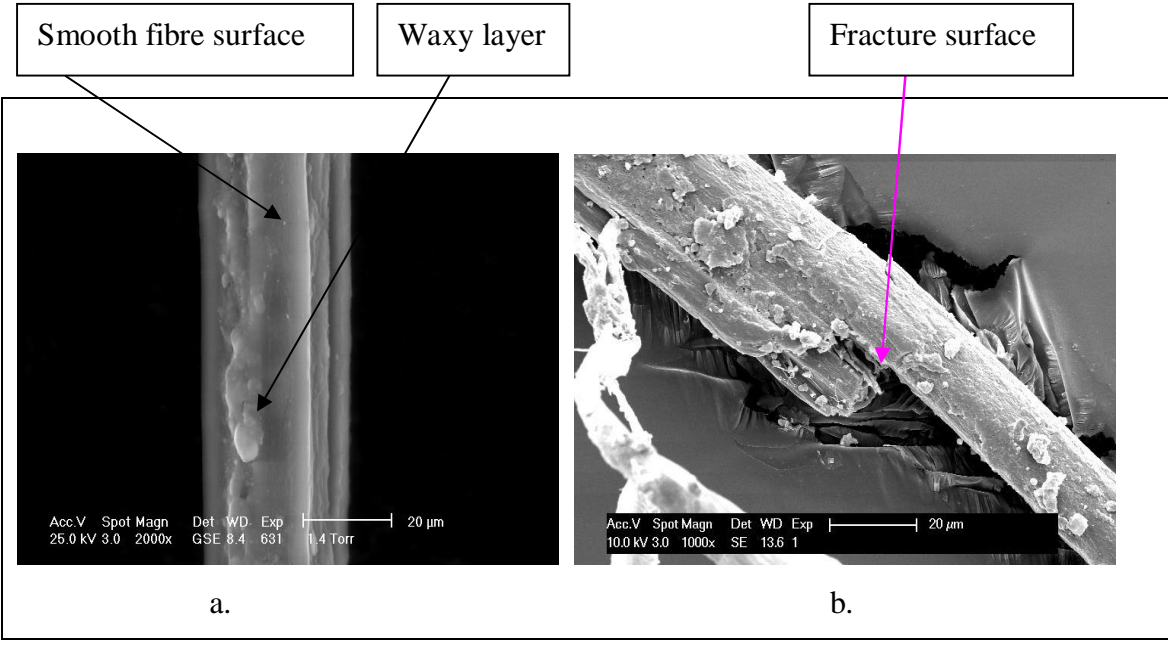 Smooth fibre surface
Waxy layer
Fracture surface
Acc.V Spot Magn Det WD Exp 20 µm
25.0 kV 3.0 2000x GSE 8.4 631 1.4 Torr
Acc.V Spot Magn Det WD Exp 20 µm
10.0 kV 3.0 1000x SE 13.6 1
a.
b.